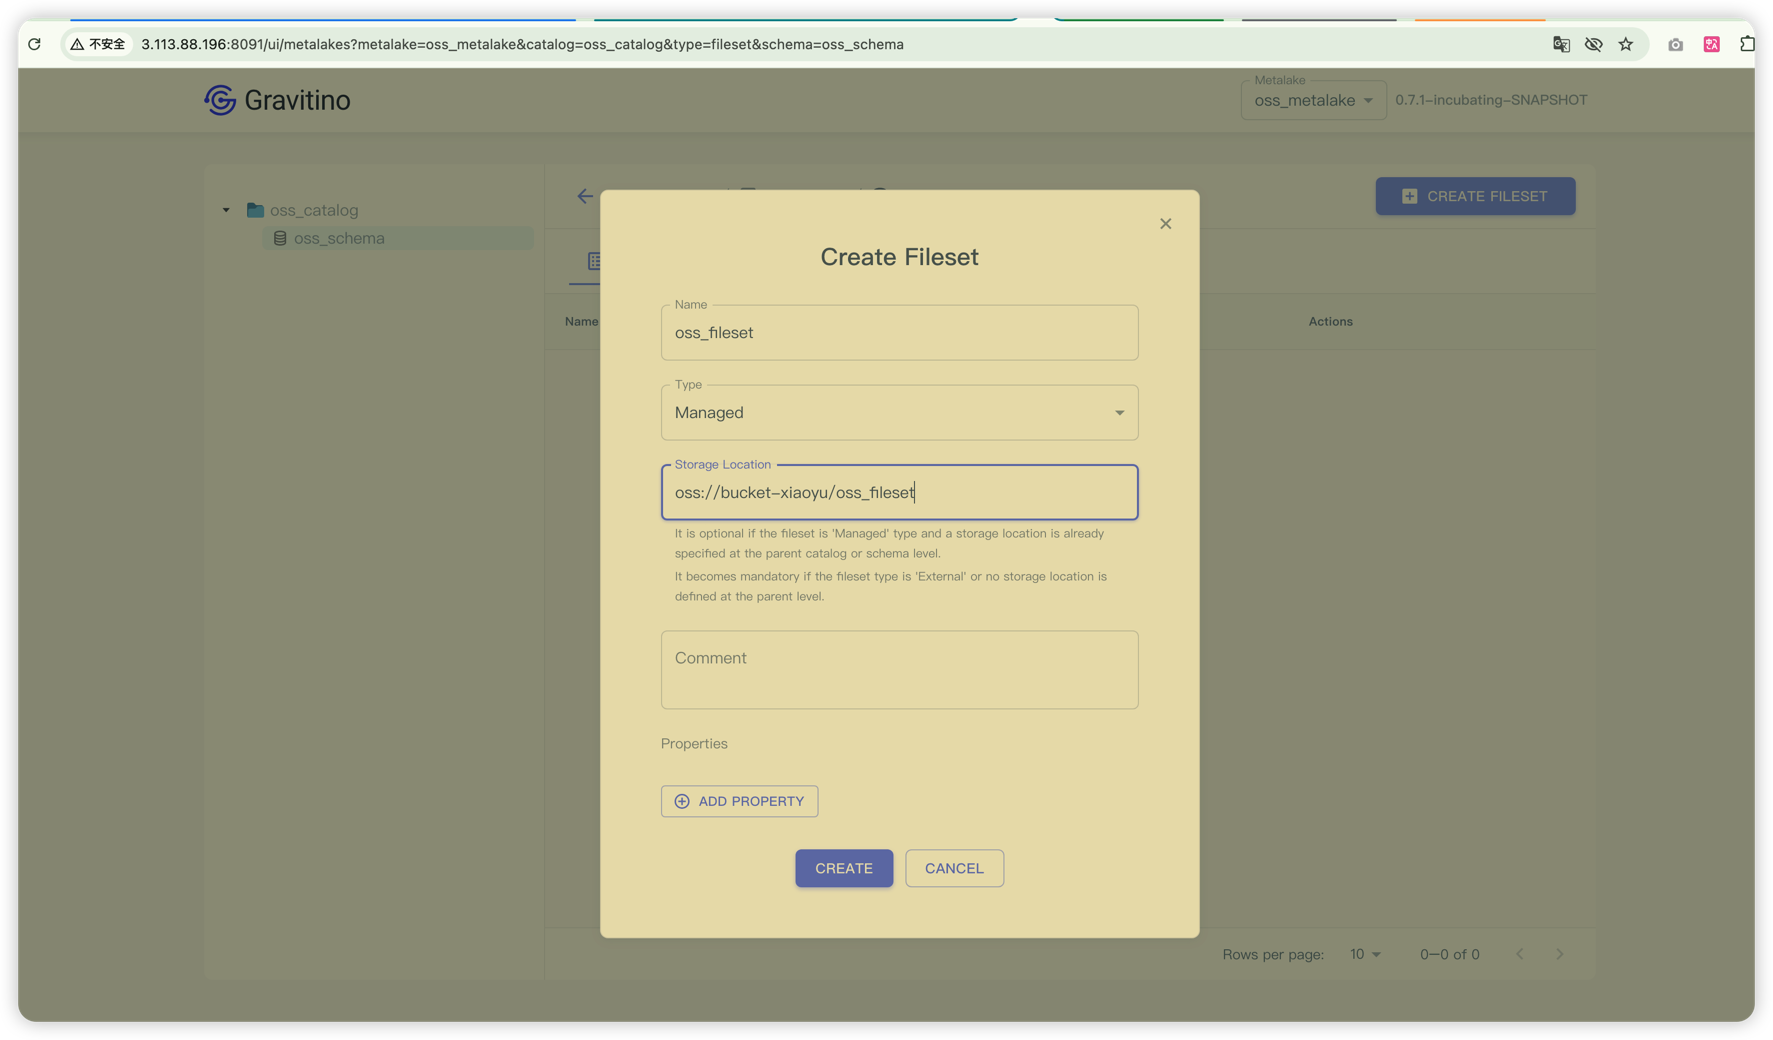 不安全 3.113.88.196:8091/ui/metalakes?metalake=oss_metalake&catalog=oss_catalog&type=fileset&schema=oss_schema
Gravitino
Metalake
oss_metalake
0.7.1-incubating-SNAPSHOT
oss_catalog
oss_schema
CREATE FILESET
Name
Actions
Create Fileset
Name
oss_fileset
Type
Managed
Storage Location
oss://bucket-xiaoyu/oss_fileset
It is optional if the fileset is 'Managed' type and a storage location is already
specified at the parent catalog or schema level.
It becomes mandatory if the fileset type is 'External' or no storage location is
defined at the parent level.
Comment
Properties
ADD PROPERTY
CREATE
CANCEL
Rows per page: 10 0–0 of 0